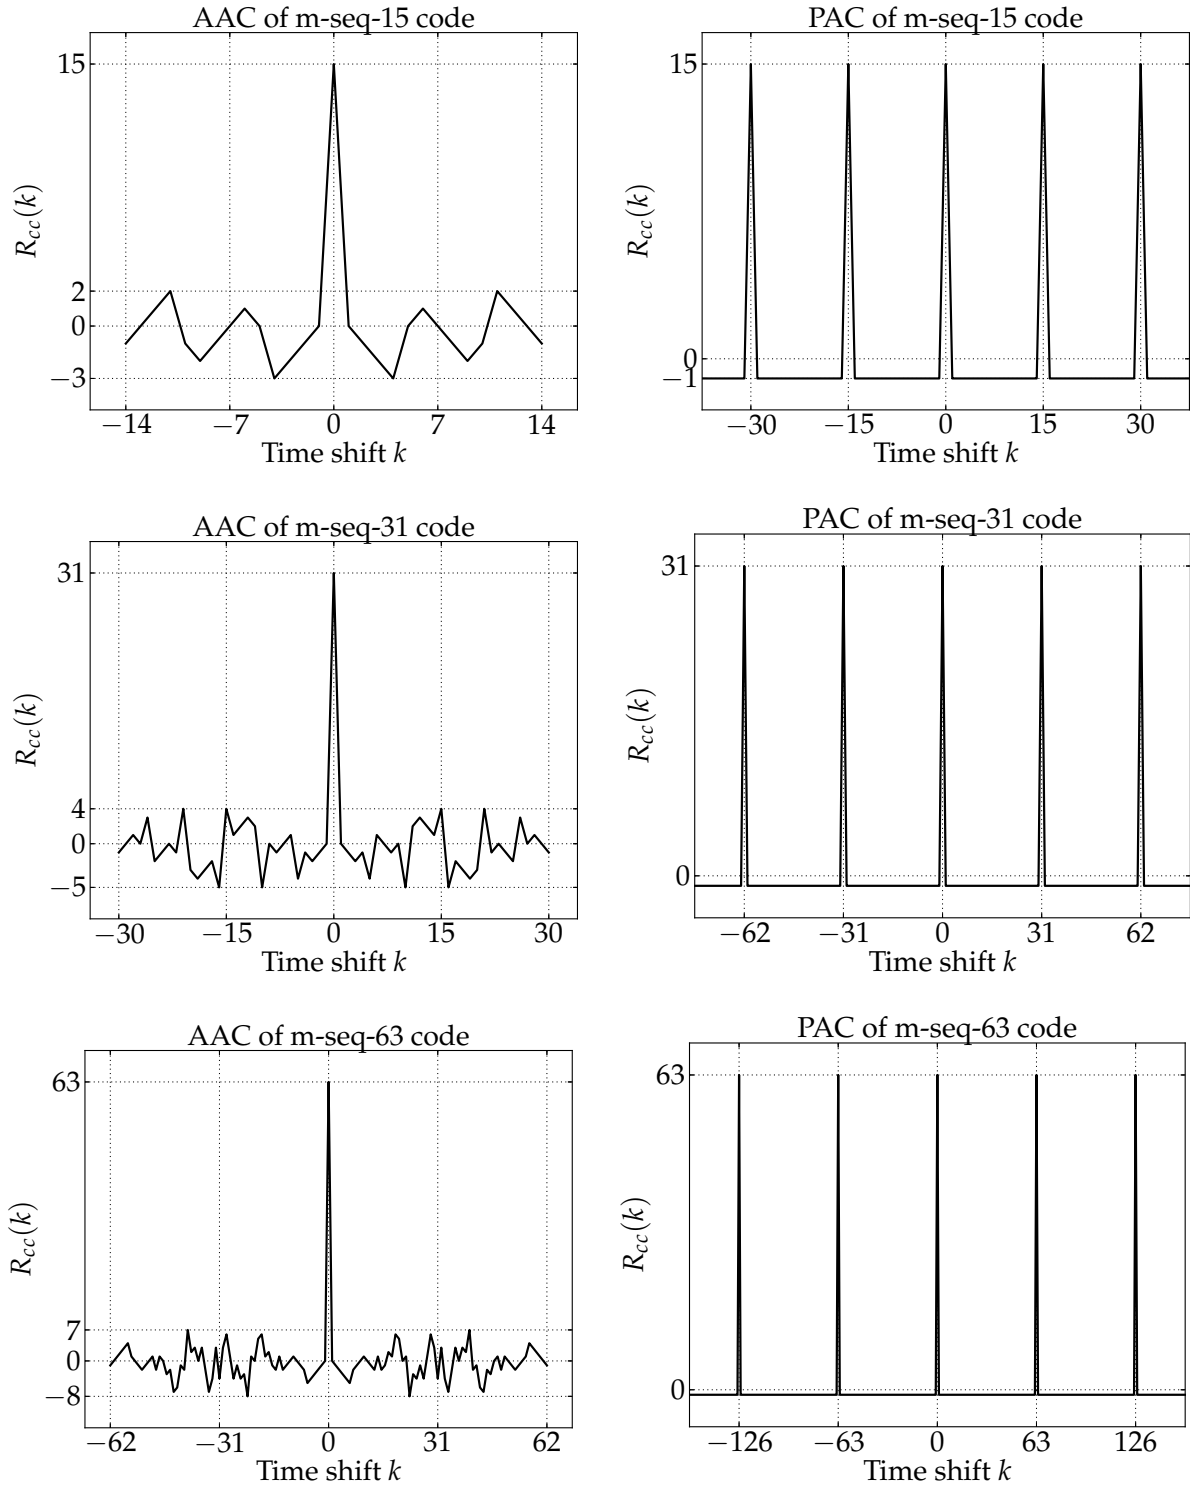 AAC of m-seq-15 code
15
2
0
−3
−14 −7 0 7 14
Time shift k
R_cc(k)
PAC of m-seq-15 code
15
0
−1
−30 −15 0 15 30
Time shift k
R_cc(k)
AAC of m-seq-31 code
31
4
0
−5
−30 −15 0 15 30
Time shift k
R_cc(k)
PAC of m-seq-31 code
31
0
−62 −31 0 31 62
Time shift k
R_cc(k)
AAC of m-seq-63 code
63
7
0
−8
−62 −31 0 31 62
Time shift k
R_cc(k)
PAC of m-seq-63 code
63
0
−126 −63 0 63 126
Time shift k
R_cc(k)